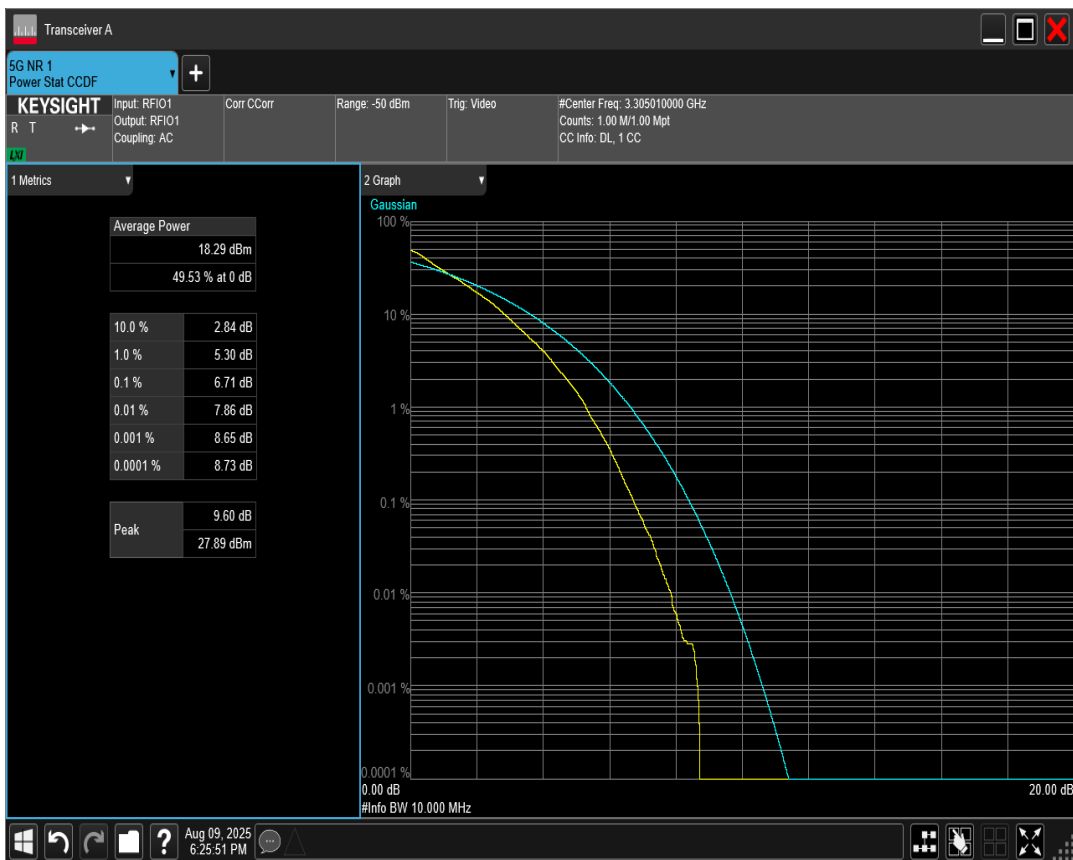 Transceiver A
5G NR 1
Power Stat CCDF
+
KEYSIGHT
R T
LXI
Input: RFIO1
Output: RFIO1
Coupling: AC
Corr CCorr
Range: -50 dBm
Trig: Video
#Center Freq: 3.305010000 GHz
Counts: 1.00 M/1.00 Mpt
CC Info: DL, 1 CC
1 Metrics
Average Power
18.29 dBm
49.53 % at 0 dB
10.0 % 2.84 dB
1.0 % 5.30 dB
0.1 % 6.71 dB
0.01 % 7.86 dB
0.001 % 8.65 dB
0.0001 % 8.73 dB
Peak
9.60 dB
27.89 dBm
2 Graph
Gaussian
100 %
10 %
1 %
0.1 %
0.01 %
0.001 %
0.0001 %
0.00 dB 20.00 dB
#Info BW 10.000 MHz
?
Aug 09, 2025
6:25:51 PM